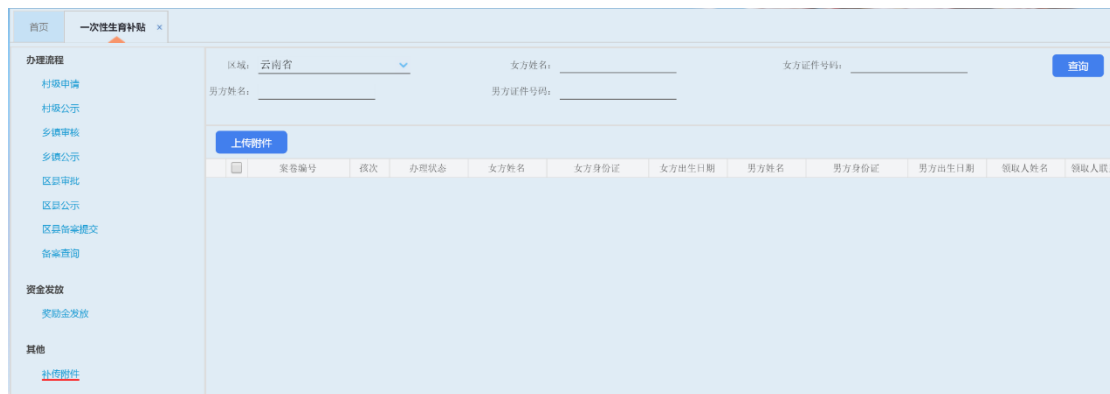 首页 一次性生育补贴 ×
办理流程
村级申请
村级公示
乡镇审核
乡镇公示
区县审批
区县公示
区县备案提交
备案查询
资金发放
奖励金发放
其他
补传附件
区域: 云南省 女方姓名: 女方证件号码: 查询
男方姓名: 男方证件号码:
上传附件
案卷编号 孩次 办理状态 女方姓名 女方身份证 女方出生日期 男方姓名 男方身份证 男方出生日期 领取人姓名 领取人联